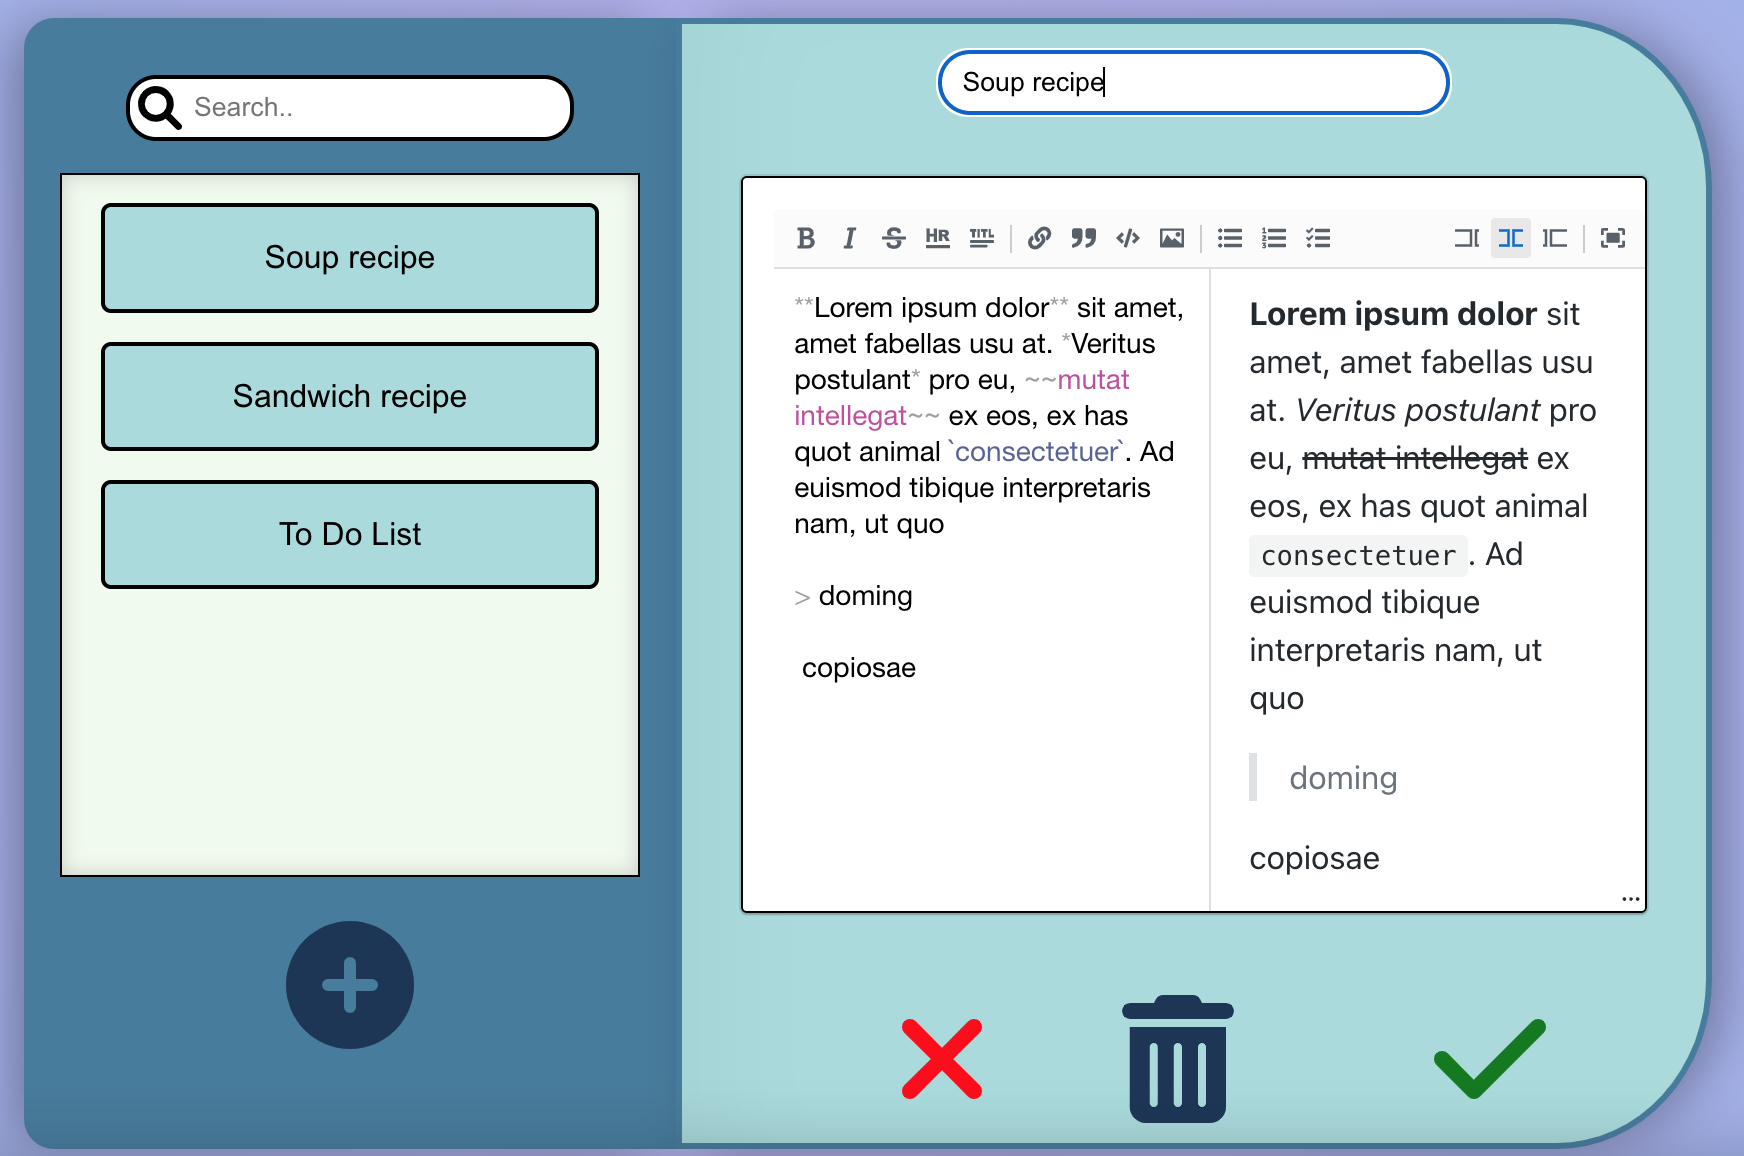 Search..
Soup recipe
Sandwich recipe
To Do List
Soup recipe
B I S HR TITL </>
**Lorem ipsum dolor** sit amet,
amet fabellas usu at. *Veritus
postulant* pro eu, ~~mutat
intellegat~~ ex eos, ex has
quot animal `consectetuer`. Ad
euismod tibique interpretaris
nam, ut quo
> doming
copiosae
Lorem ipsum dolor sit
amet, amet fabellas usu
at. Veritus postulant pro
eu, mutat intellegat ex
eos, ex has quot animal
consectetuer. Ad
euismod tibique
interpretaris nam, ut
quo
doming
copiosae